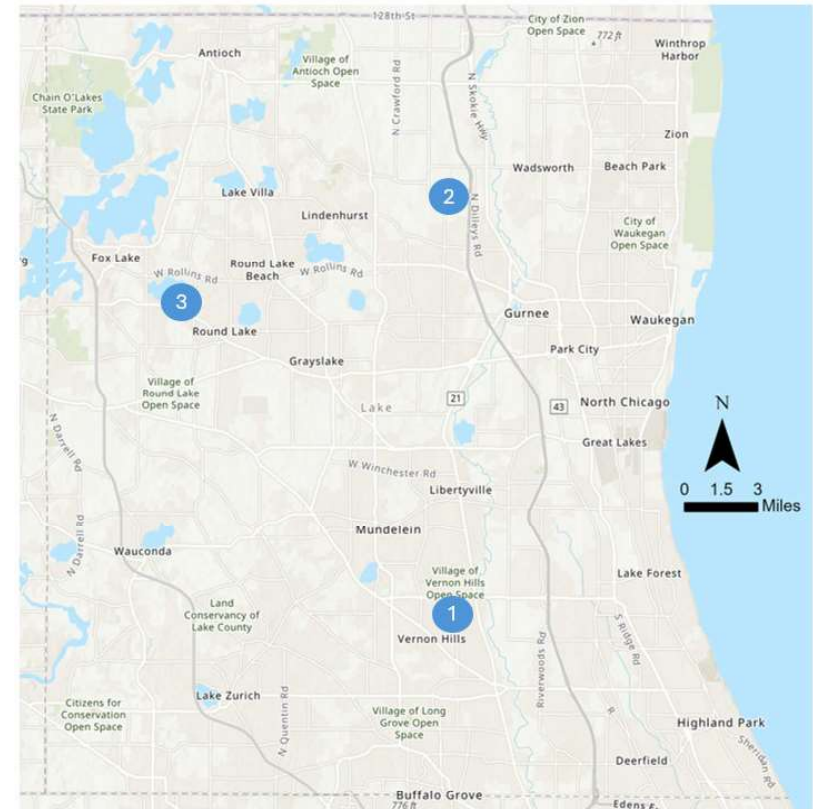 128th St
City of Zion
Open Space
772 ft
Winthrop
Harbor
Antioch
Village of
Antioch Open
Space
N Crawford Rd
N Skokie Hwy
Chain O'Lakes
State Park
Zion
Wadsworth
Beach Park
Lake Villa
2
N Dilleys Rd
Lindenhurst
City of
Waukegan
Open Space
Fox Lake
g
W Rollins Rd
Round Lake
Beach
W Rollins Rd
3
Gurnee
Waukegan
Round Lake
Park City
Grayslake
Village of
Round Lake
Open Space
Lake
21
43
North Chicago
N
Great Lakes
N Darrell Rd
W Winchester Rd
Libertyville
0 1.5 3
Miles
Mundelein
N Darrell Rd
Wauconda
Village of
Vernon Hills
Open Space
Lake Forest
Land
Conservancy of
Lake County
1
Vernon Hills
S Ridge Rd
Riverwoods Rd
Lake Zurich
N Quentin Rd
Citizens for
Conservation
Open Space
Village of Long
Grove Open
Space
R
Highland Park
Sheridan Rd
Deerfield
Buffalo Grove
776 ft
Edens E